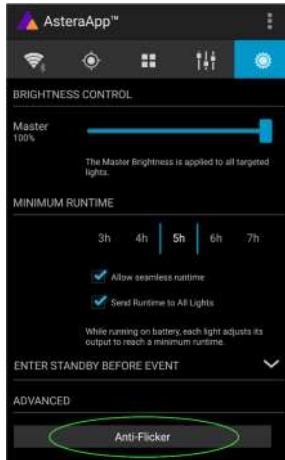 AsteraApp™
BRIGHTNESS CONTROL
Master
100%
The Master Brightness is applied to all targeted
lights.
MINIMUM RUNTIME
3h 4h 5h 6h 7h
Allow seamless runtime
Send Runtime to All Lights
While running on battery, each light adjusts its
output to reach a minimum runtime.
ENTER STANDBY BEFORE EVENT
ADVANCED
Anti-Flicker